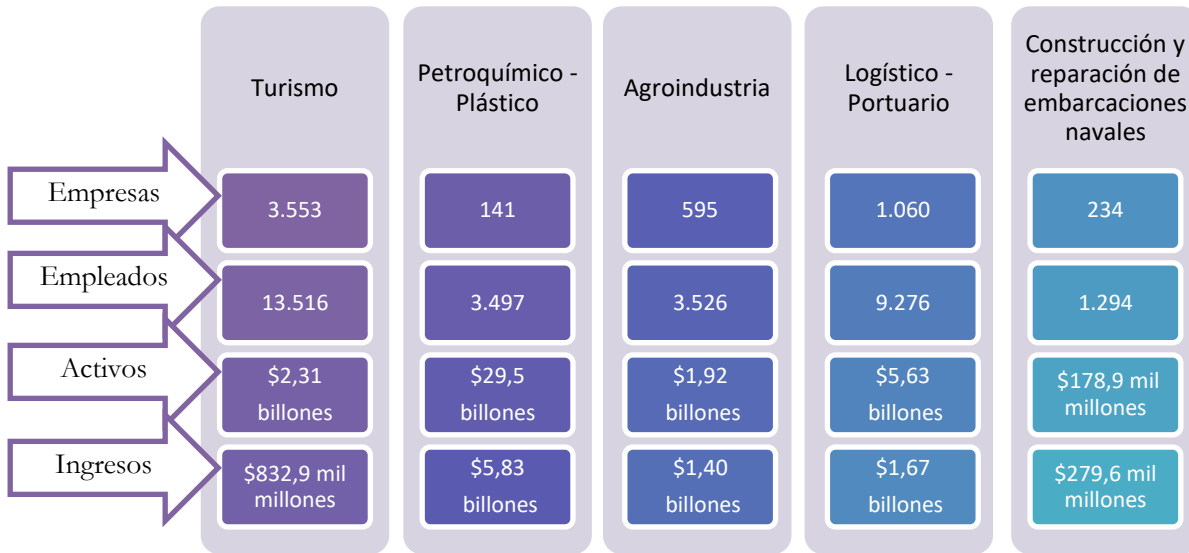 Turismo
Petroquímico -
Plástico
Agroindustria
Logístico -
Portuario
Construcción y
reparación de
embarcaciones
navales
Empresas
3.553
141
595
1.060
234
Empleados
13.516
3.497
3.526
9.276
1.294
Activos
$2,31
billones
$29,5
billones
$1,92
billones
$5,63
billones
$178,9 mil
millones
Ingresos
$832,9 mil
millones
$5,83
billones
$1,40
billones
$1,67
billones
$279,6 mil
millones